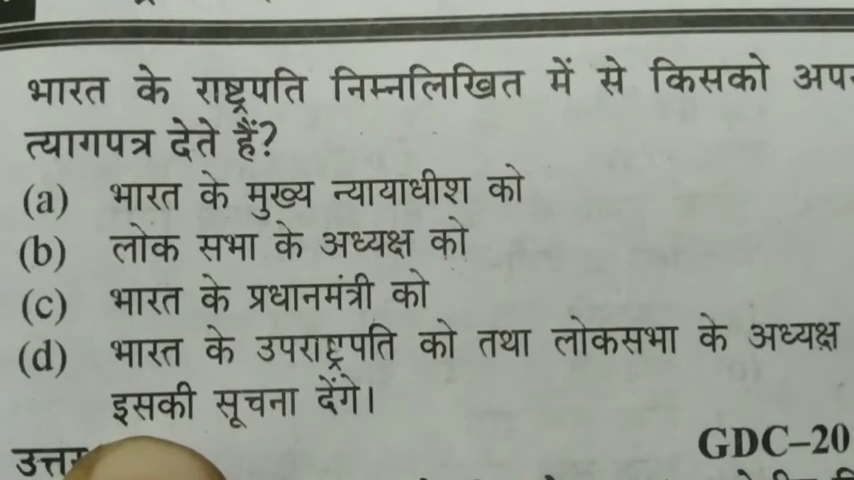 भारत के राष्ट्रपति निम्नलिखित में से किसको
त्यागपत्र देते हैं?
(a) भारत के मुख्य न्यायाधीश को
(b) लोक सभा के अध्यक्ष को
(c) भारत के प्रधानमंत्री को
(d) भारत के उपराष्ट्रपति को तथा लोकसभा के अध्यक्ष
इसकी सूचना देंगे।
GDC–20